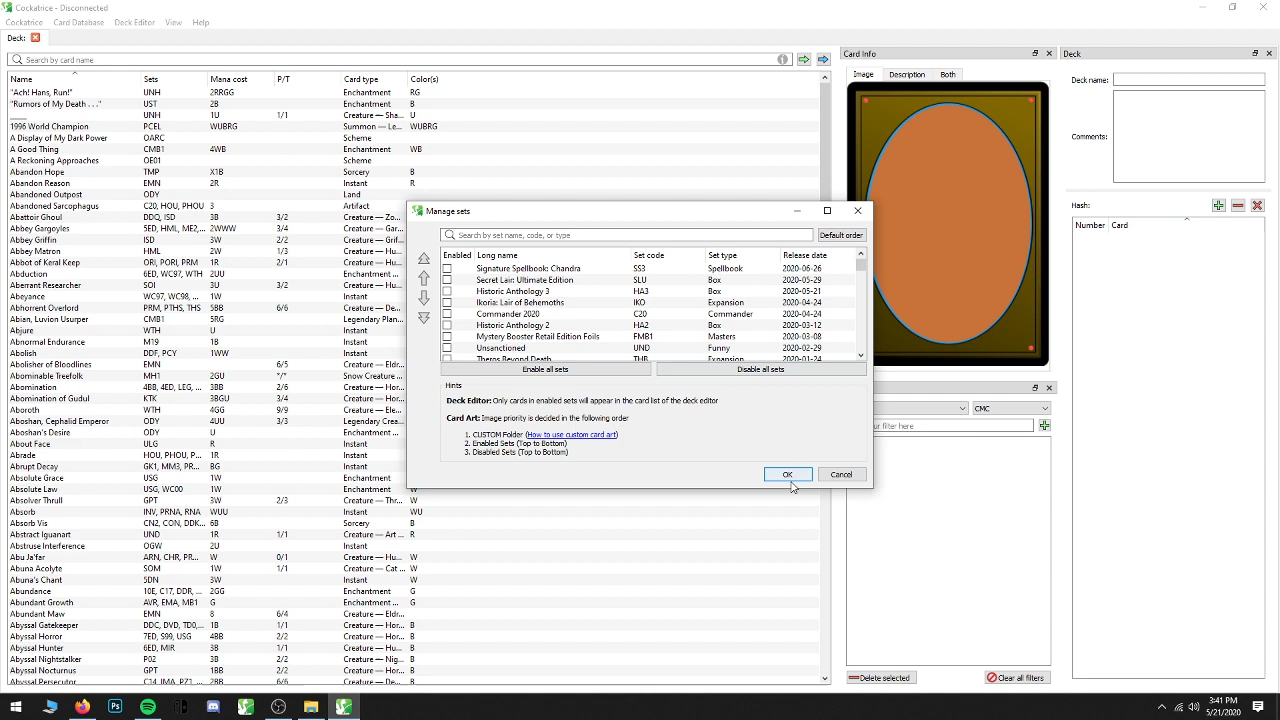 Cockatrice - Disconnected
Cockatrice Card Database Deck Editor View Help
Deck:
Search by card name
Name Sets Mana cost P/T Card type Color(s)
"Ach! Hans, Run!" UNH 2RRGG Enchantment RG
"Rumors of My Death . . ." UST 2B Enchantment B
____ UNH 1U 1/1 Creature — Sha... U
1996 World Champion PCEL WUBRG Summon — Le... WUBRG
A Display of My Dark Power OARC Scheme
A Good Thing CMB1 4WB Enchantment WB
A Reckoning Approaches OE01 Scheme
Abandon Hope TMP X1B Sorcery B
Abandon Reason EMN 2R Instant R
Abandoned Outpost ODY Land
Abandoned Sarcophagus C20, HOU, PHOU 3 Artifact
Abattoir Ghoul DDQ, ISD 3B 3/2 Creature — Zo...
Abbey Gargoyles 5ED, HML, ME2... 2WWW 3/4 Creature — Gar...
Abbey Griffin ISD 3W 2/2 Creature — Gri...
Abbey Matron HML, ME2 2W 1/3 Creature — Hu...
Abbot of Keral Keep ORI 1R 2/1 Creature — Hu...
Abduction 6ED, WC97, WTH 2UU Enchantment
Aberrant Researcher SOI 3U 3/2 Creature — Hu...
Abeyance WC97, WC98, ... 1W Instant
Abhorrent Overlord PRM, PTHS, THS 5BB 6/6 Creature — De...
Abian, Luvion Usurper CMB1 5RG Legendary Plan...
Abjure WTH U Instant
Abnormal Endurance M19 1B Instant
Abolish DDF, PCY 1WW Instant
Abolisher of Bloodlines EMN Creature — Eldr...
Abominable Treefolk MH1 2GU */* Snow Creature ...
Abomination 4BB, 4ED, LEG, ... 3BB 2/6 Creature — Hor...
Abomination of Gudul KTK 3BGU 3/4 Creature — Hor...
Aboroth WTH 4GG 9/9 Creature — Ele...
Aboshan, Cephalid Emperor ODY 4UU 3/3 Legendary Crea...
Aboshan's Desire ODY U Enchantment
About Face ULG R Instant
Abrade HOU, PHOU 1R Instant
Abrupt Decay GK1, MM3, PR... BG Instant
Absolute Grace USG 1W Enchantment
Absolute Law USG, WC00 1W Enchantment W
Absolver Thrull GPT 3W 2/3 Creature — Thr... W
Absorb INV, PRNA, RNA WUU Instant WU
Absorb Vis CN2, CON, DDK... 6B Sorcery B
Abstract Iguanart UND 1R 1/1 Creature — Art ... R
Abstruse Interference OGW 2U Instant
Abu Ja'far ARN, CHR, PR... W 0/1 Creature — Hu... W
Abuna Acolyte SOM 1W 1/1 Creature — Cat ... W
Abuna's Chant 5DN 3W Instant W
Abundance 10E, C17, DDR, ... 2GG Enchantment G
Abundant Growth AVR, EMA, MB1 G Enchantment G
Abundant Maw EMN 8 6/4 Creature — Eldr...
Abyssal Gatekeeper DDC, DVD, TD0,... 1B 1/1 Creature — Hor... B
Abyssal Horror 7ED, S99, USG 4BB 2/2 Creature — Hor... B
Abyssal Hunter 6ED, MIR 3B 1/1 Creature — Hu... B
Abyssal Nightstalker P02 3B 2/2 Creature — Nig... B
Abyssal Nocturnus GPT 1BB 2/2 Creature — Hor... B
Abyssal Persecutor C14, IMA, PZ1, ... 2BB 6/6 Creature — De... B
Manage sets
Search by set name, code, or type Default order
Enabled Long name Set code Set type Release date
Signature Spellbook: Chandra SS3 Spellbook 2020-06-26
Secret Lair: Ultimate Edition SLU Box 2020-05-29
Historic Anthology 3 HA3 Box 2020-05-21
Ikoria: Lair of Behemoths IKO Expansion 2020-04-24
Commander 2020 C20 Commander 2020-04-24
Historic Anthology 2 HA2 Box 2020-03-12
Mystery Booster Retail Edition Foils FMB1 Masters 2020-03-08
Unsanctioned UND Funny 2020-02-29
Theros Beyond Death THB Expansion 2020-01-24
Enable all sets Disable all sets
Hints
Deck Editor: Only cards in enabled sets will appear in the card list of the deck editor
Card Art: Image priority is decided in the following order
1. CUSTOM Folder (How to use custom card art)
2. Enabled Sets (Top to Bottom)
3. Disabled Sets (Top to Bottom)
OK Cancel
Card Info
Image Description Both
CMC
your filter here
Delete selected Clear all filters
Deck
Deck name:
Comments:
Hash:
Number Card
3:41 PM
5/21/2020